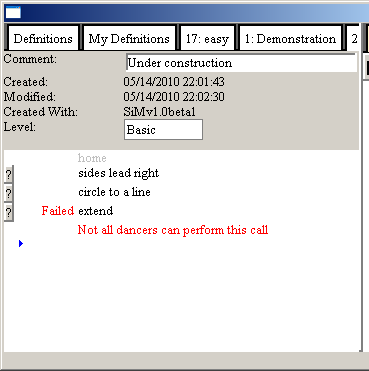 Definitions My Definitions 17: easy 1: Demonstration 2
Comment: Under construction
Created: 05/14/2010 22:01:43
Modified: 05/14/2010 22:02:30
Created With: SiMv1.0beta1
Level: Basic
home
? sides lead right
? circle to a line
? Failed extend
Not all dancers can perform this call